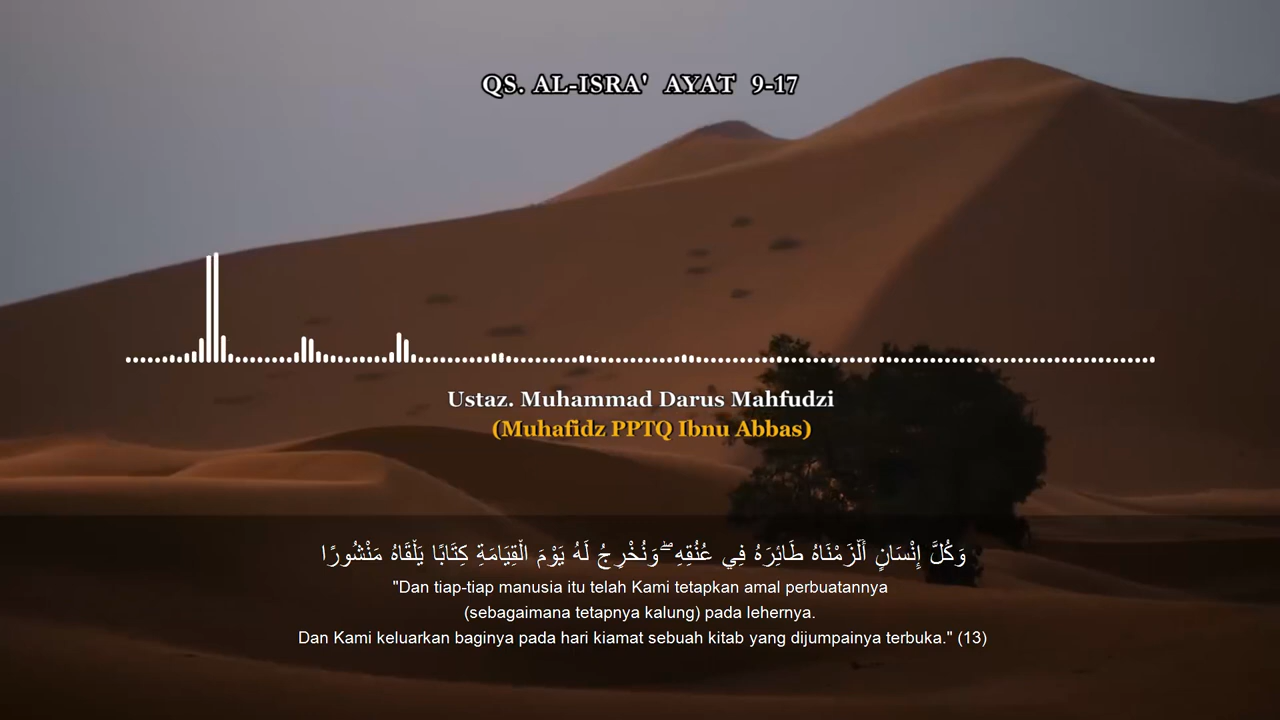 QS. AL-ISRA' AYAT 9-17
Ustaz. Muhammad Darus Mahfudzi
(Muhafidz PPTQ Ibnu Abbas)
وَكُلَّ إِنْسَانٍ أَلْزَمْنَاهُ طَائِرَهُ فِي عُنُقِهِ ۖ وَنُخْرِجُ لَهُ يَوْمَ الْقِيَامَةِ كِتَابًا يَلْقَاهُ مَنْشُورًا
"Dan tiap-tiap manusia itu telah Kami tetapkan amal perbuatannya
(sebagaimana tetapnya kalung) pada lehernya.
Dan Kami keluarkan baginya pada hari kiamat sebuah kitab yang dijumpainya terbuka." (13)